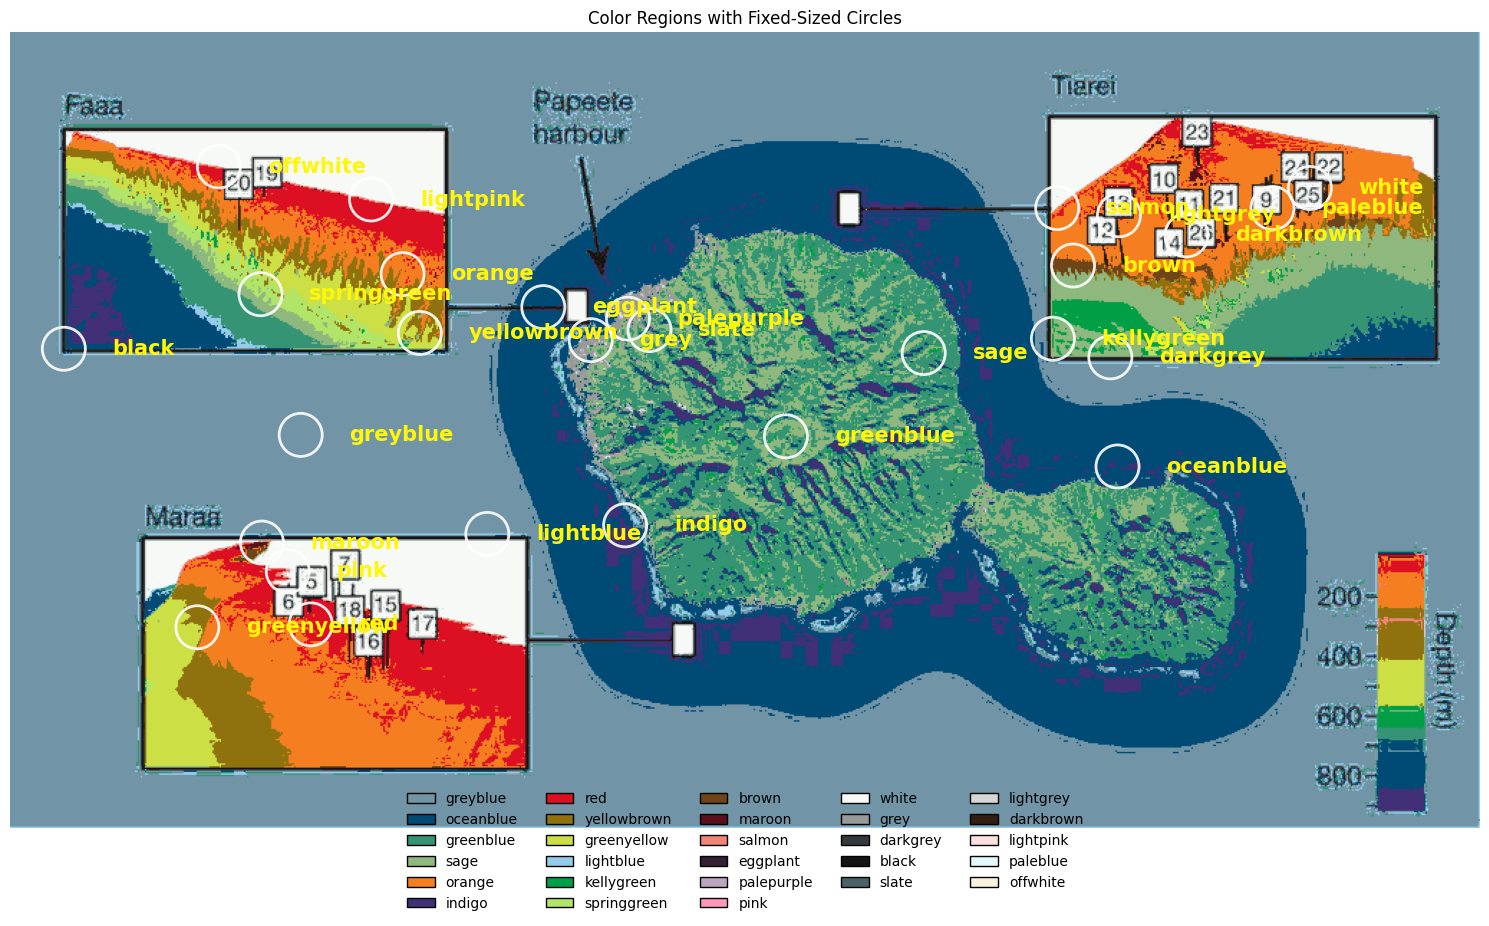 Color Regions with Fixed-Sized Circles
Faaa
Papeete
harbour
Tiarei
offwhite
20
19
lightpink
orange
springgreen
yellowbrown
black
greyblue
23
24
22
white
10
21
9
25
paleblue
salmon
11
lightgrey
12
14
26
darkbrown
brown
kellygreen
darkgrey
eggplant
palepurple
slate
grey
sage
greenblue
oceanblue
indigo
lightblue
Maraa
maroon
pink
7
5
6
18
15
17
16
greenyellow
red
200
400
600
800
Depth (m)
greyblue
oceanblue
greenblue
sage
orange
indigo
red
yellowbrown
greenyellow
lightblue
kellygreen
springgreen
brown
maroon
salmon
eggplant
palepurple
pink
white
grey
darkgrey
black
slate
lightgrey
darkbrown
lightpink
paleblue
offwhite